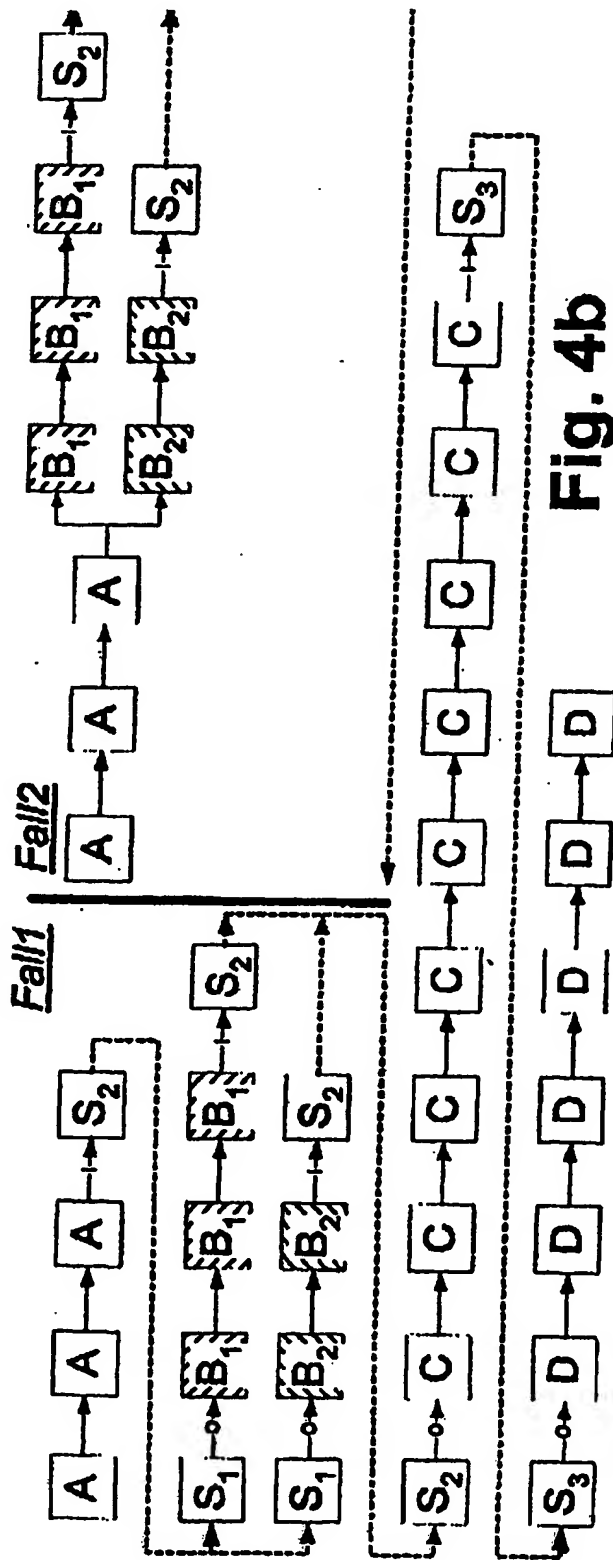 Fall1
A A A S₂
S₁ B₁ B₁ B₁ S₂
S₁ B₂ B₂ S₂
Fall2
A A A
B₁ B₁ B₁ S₂
B₂ B₂ S₂
S₂ C C C C C C C C C S₃
S₃ D D D D D D
Fig. 4b